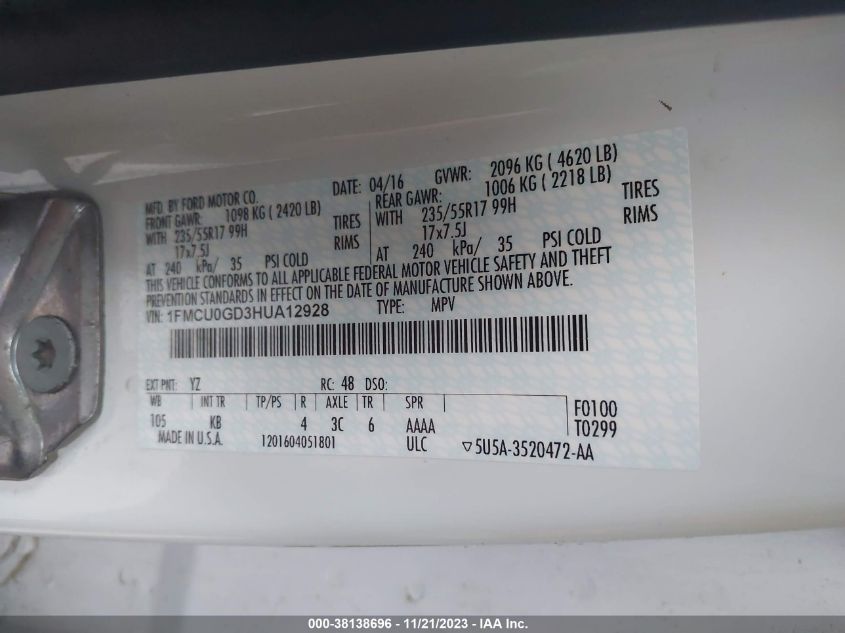 MFD. BY FORD MOTOR CO. DATE: 04/16 GVWR: 2096 KG ( 4620 LB)
FRONT GAWR: 1098 KG ( 2420 LB) REAR GAWR: 1006 KG ( 2218 LB)
WITH 235/55R17 99H TIRES WITH 235/55R17 99H TIRES
17x7.5J RIMS 17x7.5J RIMS
AT 240 kPa/ 35 PSI COLD AT 240 kPa/ 35 PSI COLD
THIS VEHICLE CONFORMS TO ALL APPLICABLE FEDERAL MOTOR VEHICLE SAFETY AND THEFT
PREVENTION STANDARDS IN EFFECT ON THE DATE OF MANUFACTURE SHOWN ABOVE.
VIN: 1FMCU0GD3HUA12928 TYPE: MPV
EXT PNT: YZ RC: 48 DSO:
WB INT TR TP/PS R AXLE TR SPR
105 KB 4 3C 6 AAAA F0100
MADE IN U.S.A. 1201604051801 ULC T0299
▽5U5A-3520472-AA
000-38138696 - 11/21/2023 - Copyright IAA, Inc.